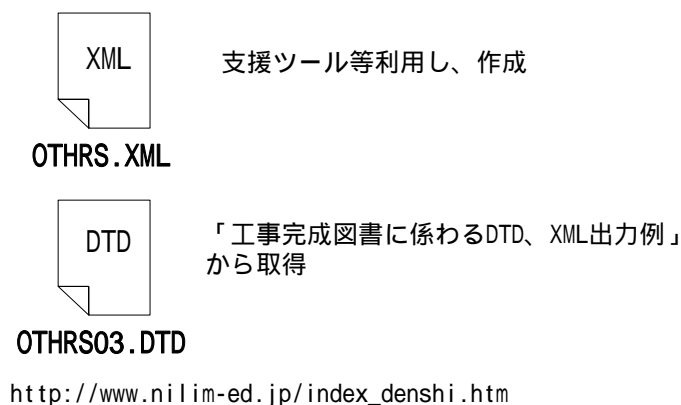 XML
支援ツール等利用し、作成
OTHRS.XML
DTD
「工事完成図書に係わるDTD、XML出力例」
から取得
OTHRS03.DTD
http://www.nilim-ed.jp/index_denshi.htm